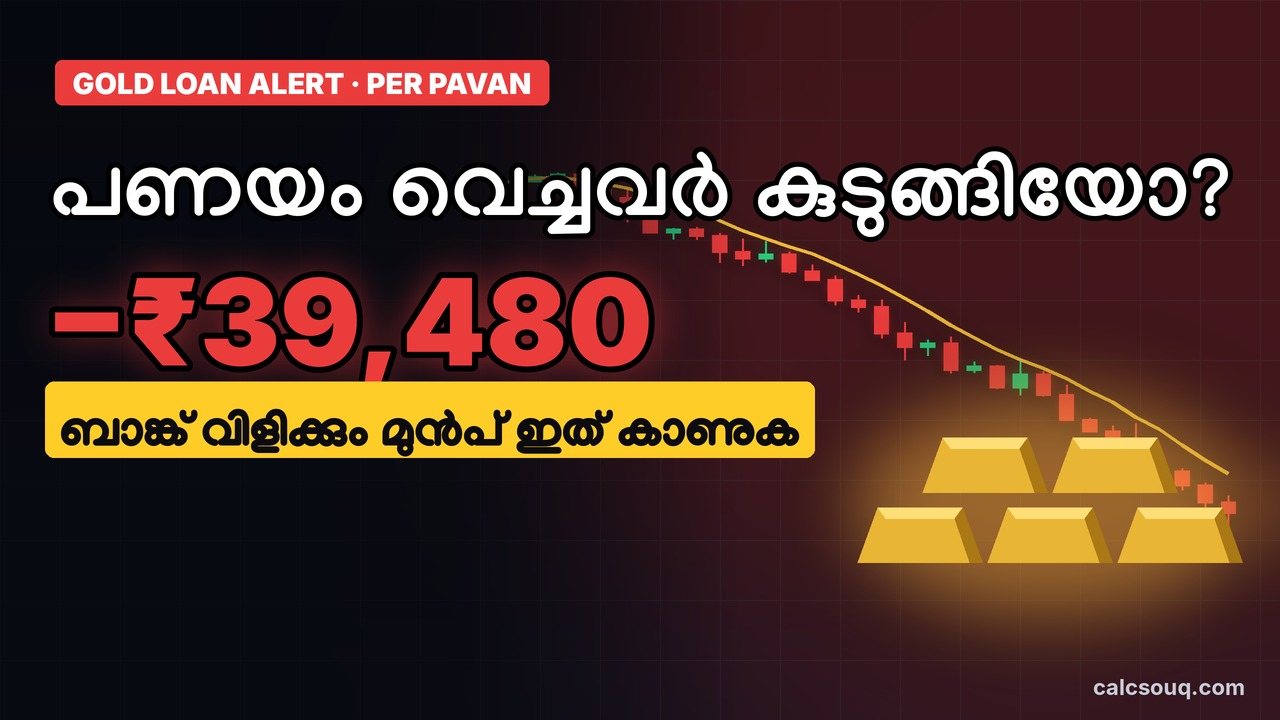 GOLD LOAN ALERT · PER PAVAN
പണയം വെച്ചവർ കുടുങ്ങിയോ?
−₹39,480
ബാങ്ക് വിളിക്കും മുൻപ് ഇത് കാണുക
calcsouq.com